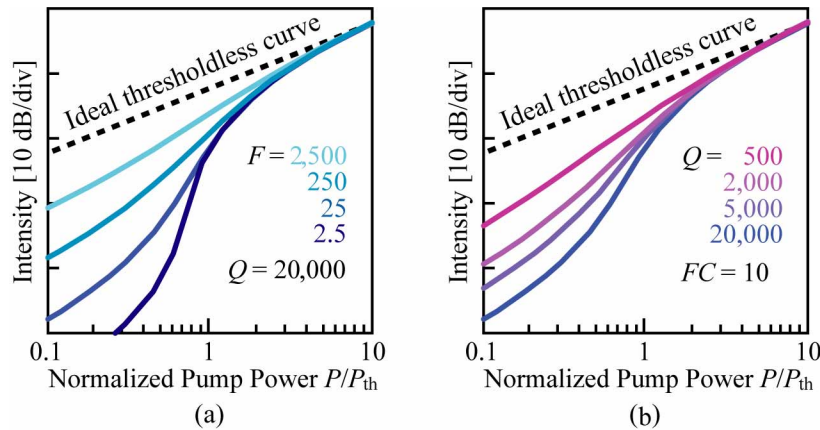 Intensity [10 dB/div]
Ideal thresholdless curve
F = 2,500
250
25
2.5
Q = 20,000
0.1
1
10
Normalized Pump Power P/Pth
(a)
Intensity [10 dB/div]
Ideal thresholdless curve
Q = 500
2,000
5,000
20,000
FC = 10
0.1
1
10
Normalized Pump Power P/Pth
(b)